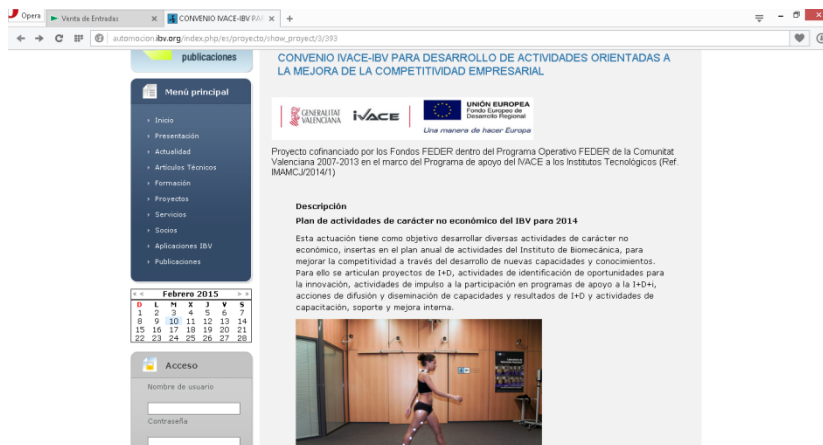 Opera
Venta de Entradas
CONVENIO IVACE-IBV PAR
automocion.ibv.org/index.php/es/proyecto/show_proyect/3/393
publicaciones
Menú principal
Inicio
Presentación
Actualidad
Artículos Técnicos
Formación
Proyectos
Servicios
Socios
Aplicaciones IBV
Publicaciones
Febrero 2015
D L M X J V S
1 2 3 4 5 6 7
8 9 10 11 12 13 14
15 16 17 18 19 20 21
22 23 24 25 26 27 28
Acceso
Nombre de usuario
Contraseña
CONVENIO IVACE-IBV PARA DESARROLLO DE ACTIVIDADES ORIENTADAS A
LA MEJORA DE LA COMPETITIVIDAD EMPRESARIAL
GENERALITAT
VALENCIANA
IVACE
UNIÓN EUROPEA
Fondo Europeo de
Desarrollo Regional
Una manera de hacer Europa
Proyecto cofinanciado por los Fondos FEDER dentro del Programa Operativo FEDER de la Comunitat
Valenciana 2007-2013 en el marco del Programa de apoyo del IVACE a los Institutos Tecnológicos (Ref.
IMAMCJ/2014/1)
Descripción
Plan de actividades de carácter no económico del IBV para 2014
Esta actuación tiene como objetivo desarrollar diversas actividades de carácter no
económico, insertas en el plan anual de actividades del Instituto de Biomecánica, para
mejorar la competitividad a través del desarrollo de nuevas capacidades y conocimientos.
Para ello se articulan proyectos de I+D, actividades de identificación de oportunidades para
la innovación, actividades de impulso a la participación en programas de apoyo a la I+D+i,
acciones de difusión y diseminación de capacidades y resultados de I+D y actividades de
capacitación, soporte y mejora interna.